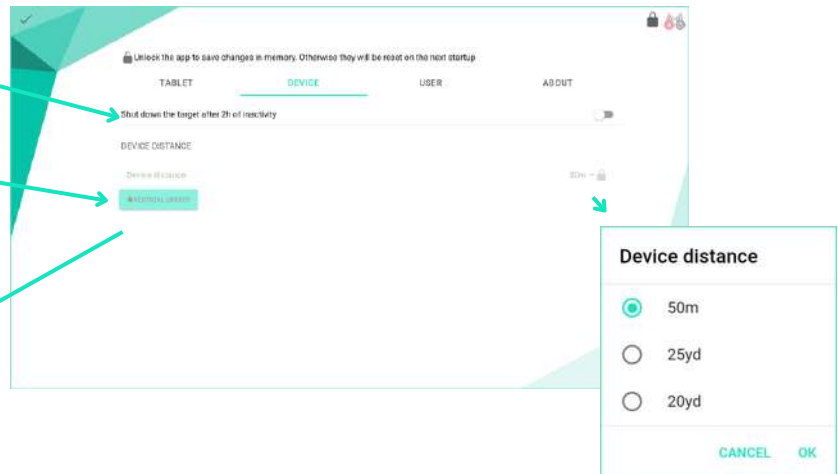 Unlock the app to save changes in memory. Otherwise they will be reset on the next startup
TABLET DEVICE USER ABOUT
Shut down the target after 2h of inactivity
DEVICE DISTANCE
Device distance 50m
Device distance
50m
25yd
20yd
CANCEL OK